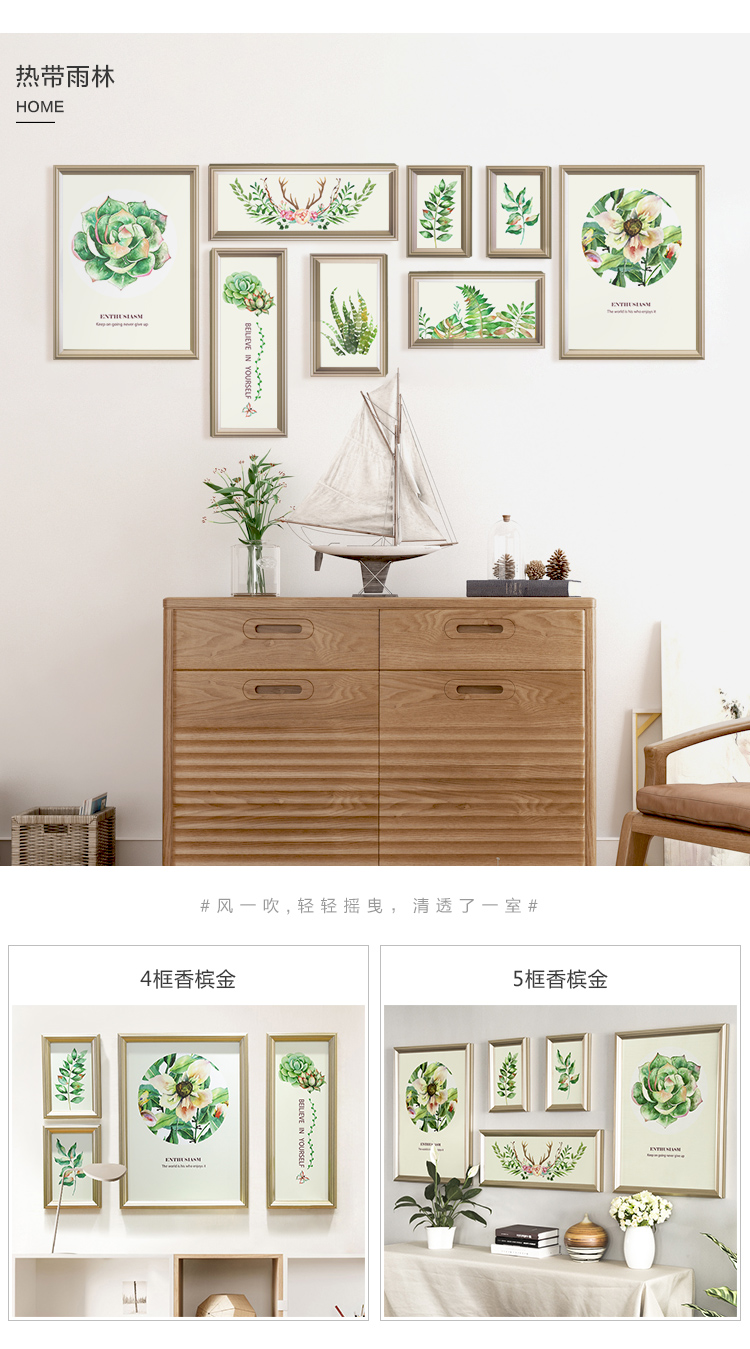 热带雨林
HOME
ENTHUSIASM
Keep on going never give up
BEILIEVE IN YOURSELF
ENTHUSIASM
The world is his who enjoys it
#风一吹,轻轻摇曳, 清透了一室#
4框香槟金
5框香槟金
ENTHUSIASM
The world is his who enjoys it
BEILIEVE IN YOURSELF
ENTHUSIASM
ENTHUSIASM
Keep on going never give up